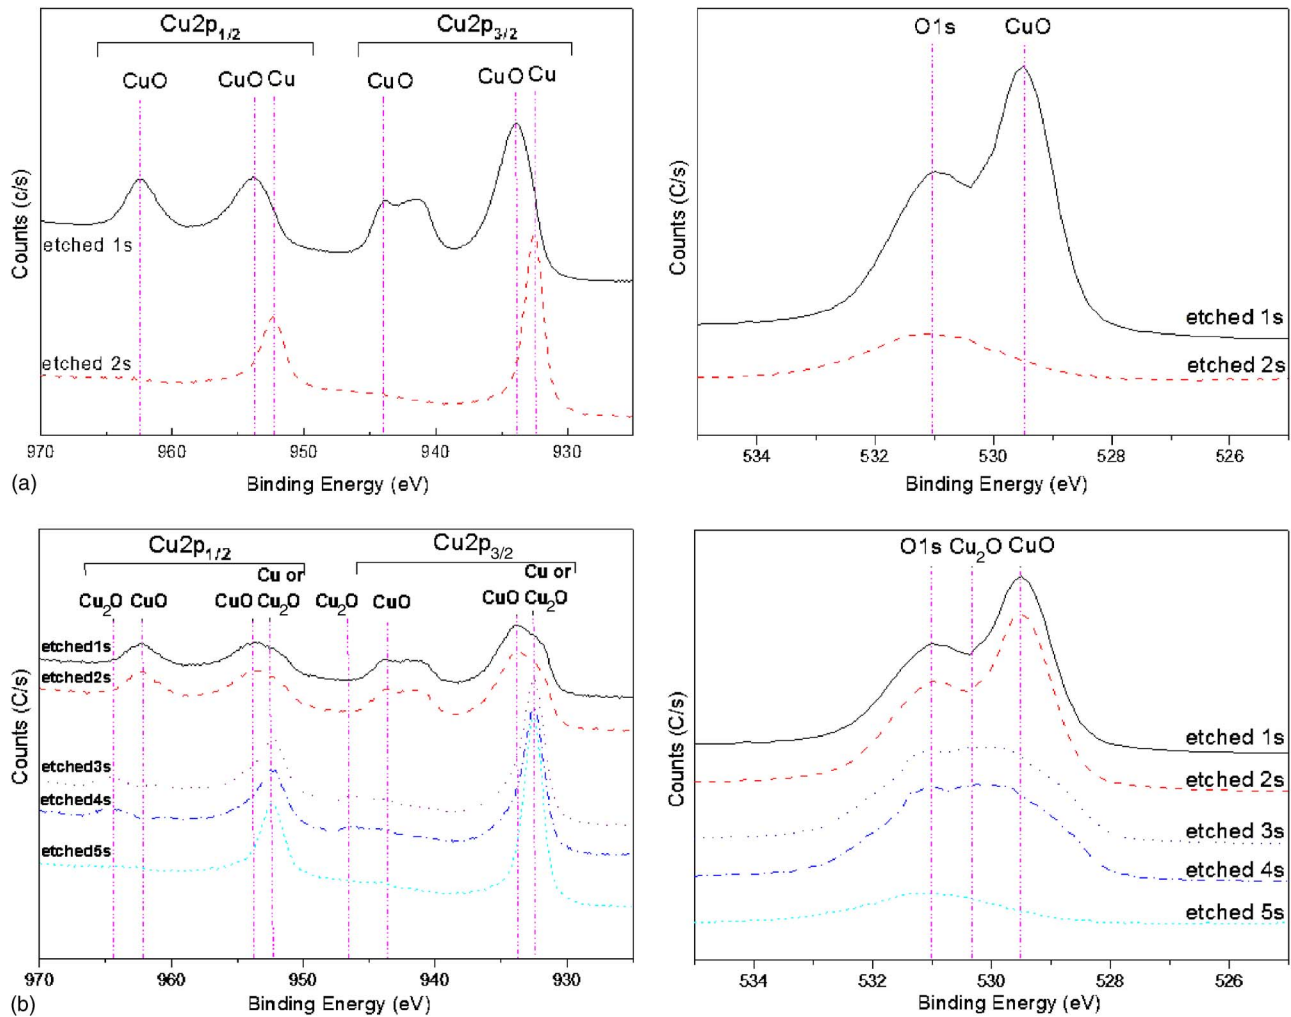 Cu2p1/2 Cu2p3/2
CuO CuO Cu CuO CuO Cu
Counts (c/s)
etched 1s
etched 2s
970 960 950 940 930
Binding Energy (eV)
(a)
O1s CuO
Counts (C/s)
etched 1s
etched 2s
534 532 530 528 526
Binding Energy (eV)
Cu2p1/2 Cu2p3/2
Cu or Cu or
Cu2O CuO CuO Cu2O Cu2O CuO CuO Cu2O
Counts (C/s)
etched1s
etched2s
etched3s
etched4s
etched5s
970 960 950 940 930
Binding Energy (eV)
(b)
O1s Cu2O CuO
Counts (C/s)
etched 1s
etched 2s
etched 3s
etched 4s
etched 5s
534 532 530 528 526
Binding Energy (eV)